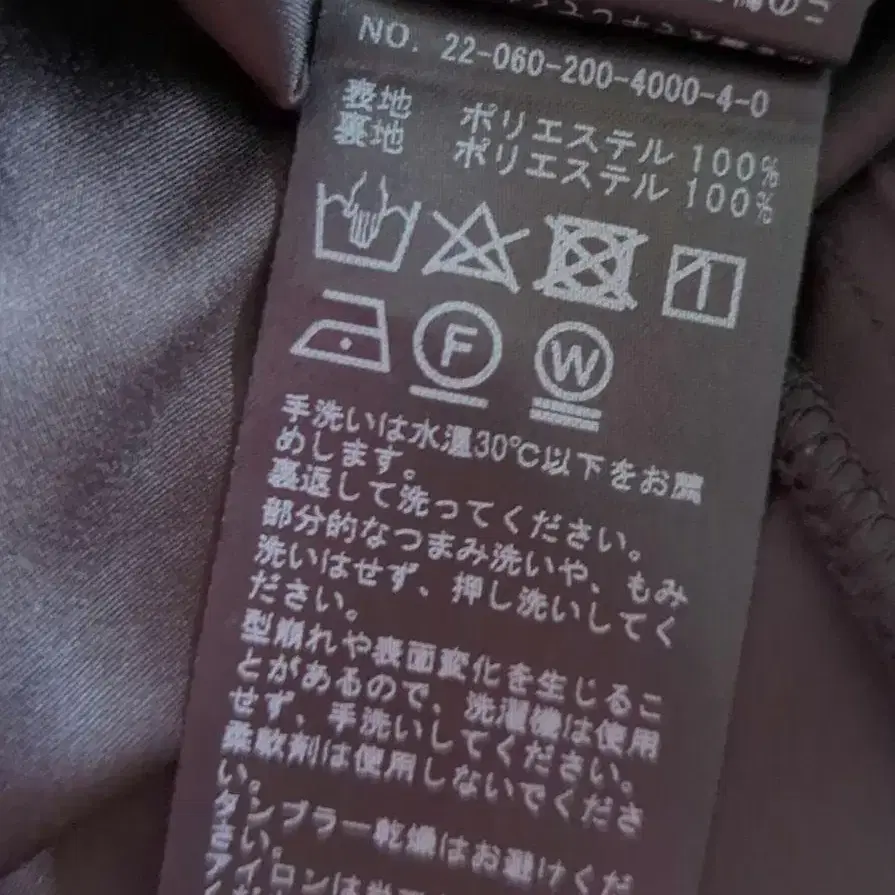 NO. 22-060-200-4000-4-0
表地 ポリエステル 100%
裏地 ポリエステル 100%
F W
手洗いは水温30℃以下をお薦
めします。
裏返して洗ってください。
部分的なつまみ洗いや、もみ
洗いはせず、押し洗いしてく
ださい。
型崩れや表面変化を生じるこ
とがあるので、洗濯機は使用
せず、手洗いしてください。
柔軟剤は使用しないでくださ
い。
タンブラー乾燥はお避けくだ
さい。
アイロンは当